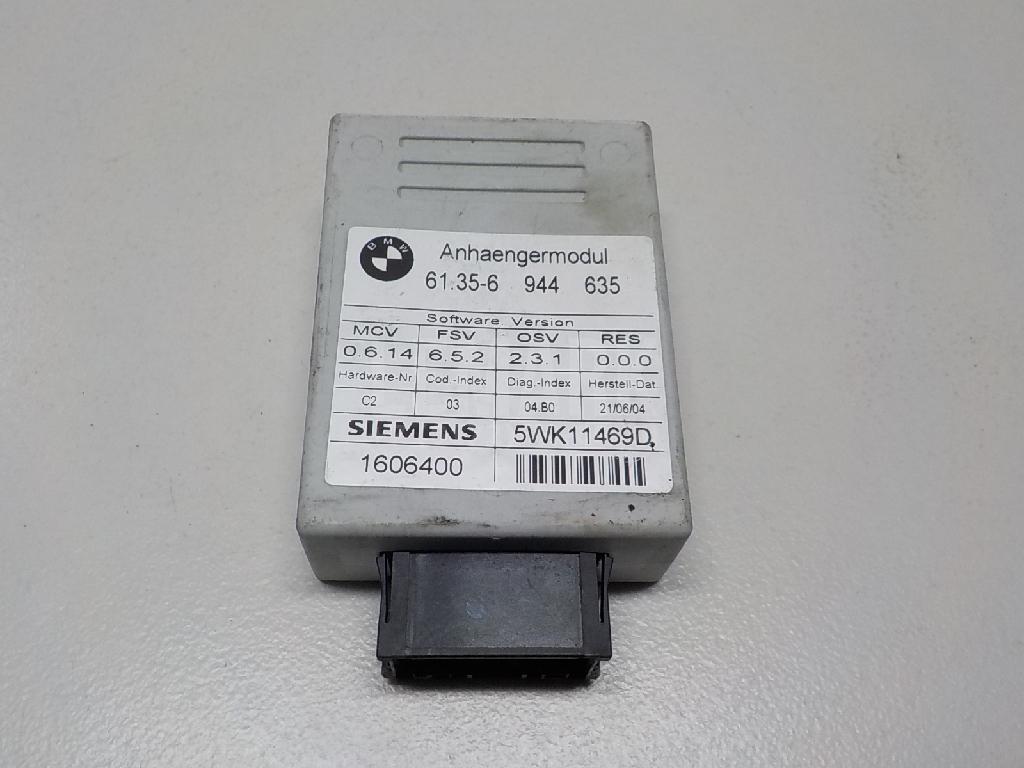 BMW
Anhaengermodul
61.35-6 944 635
Software Version
MCV FSV OSV RES
0.6.14 6.5.2 2.3.1 0.0.0
Hardware-Nr Cod.-Index Diag.-Index Herstell-Dat.
C2 03 04.B0 21/06/04
SIEMENS 5WK11469D.
1606400